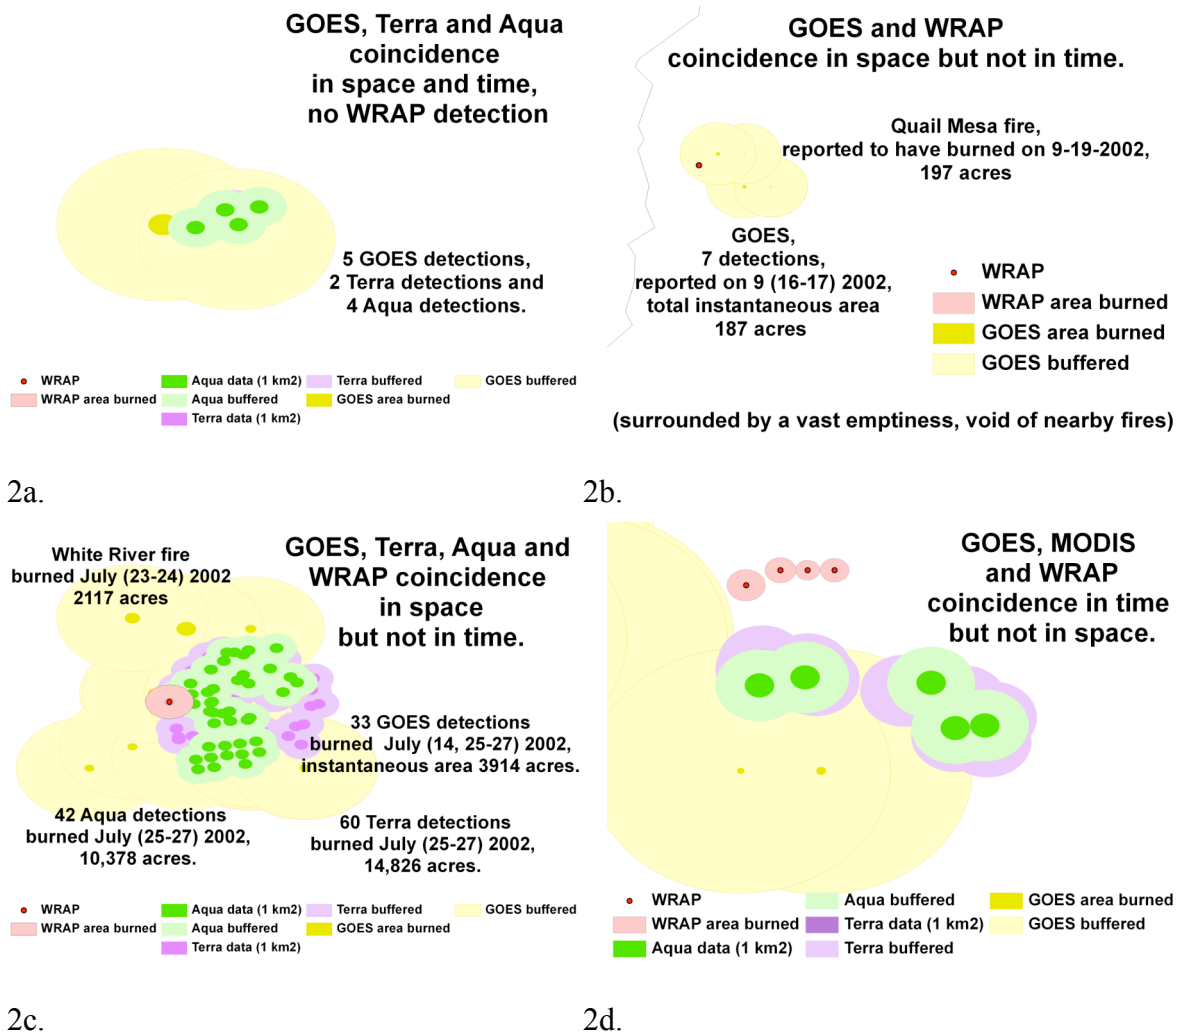 GOES, Terra and Aqua
coincidence
in space and time,
no WRAP detection
5 GOES detections,
2 Terra detections and
4 Aqua detections.
WRAP
WRAP area burned
Aqua data (1 km2)
Aqua buffered
Terra data (1 km2)
Terra buffered
GOES area burned
GOES buffered
2a.
GOES and WRAP
coincidence in space but not in time.
Quail Mesa fire,
reported to have burned on 9-19-2002,
197 acres
GOES,
7 detections,
reported on 9 (16-17) 2002,
total instantaneous area
187 acres
WRAP
WRAP area burned
GOES area burned
GOES buffered
(surrounded by a vast emptiness, void of nearby fires)
2b.
White River fire
burned July (23-24) 2002
2117 acres
GOES, Terra, Aqua and
WRAP coincidence
in space
but not in time.
33 GOES detections
burned July (14, 25-27) 2002,
instantaneous area 3914 acres.
42 Aqua detections
burned July (25-27) 2002,
10,378 acres.
60 Terra detections
burned July (25-27) 2002,
14,826 acres.
WRAP
WRAP area burned
Aqua data (1 km2)
Aqua buffered
Terra data (1 km2)
Terra buffered
GOES area burned
GOES buffered
2c.
GOES, MODIS
and WRAP
coincidence in time
but not in space.
WRAP
WRAP area burned
Aqua data (1 km2)
Aqua buffered
Terra data (1 km2)
Terra buffered
GOES area burned
GOES buffered
2d.